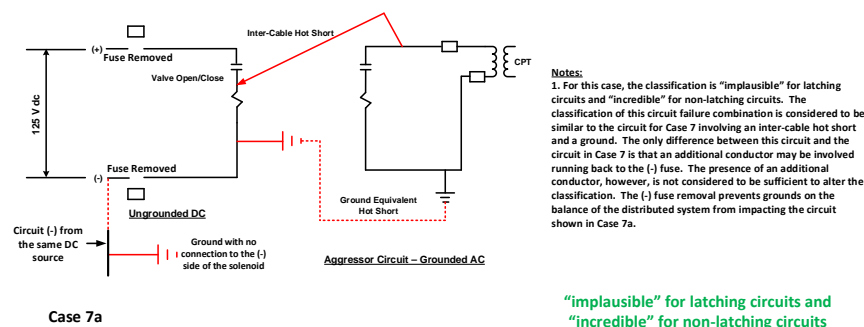 Inter-Cable Hot Short
(+)
Fuse Removed
CPT
Valve Open/Close
125 V dc
Fuse Removed
(-)
Ungrounded DC
Ground Equivalent
Hot Short
Circuit (-) from
the same DC
source
Ground with no
connection to the (-)
side of the solenoid
Aggressor Circuit – Grounded AC
Case 7a
Notes:
1. For this case, the classification is “implausible” for latching
circuits and “incredible” for non-latching circuits. The
classification of this circuit failure combination is considered to be
similar to the circuit for Case 7 involving an inter-cable hot short
and a ground. The only difference between this circuit and the
circuit in Case 7 is that an additional conductor may be involved
running back to the (-) fuse. The presence of an additional
conductor, however, is not considered to be sufficient to alter the
classification. The (-) fuse removal prevents grounds on the
balance of the distributed system from impacting the circuit
shown in Case 7a.
“implausible” for latching circuits and
“incredible” for non-latching circuits